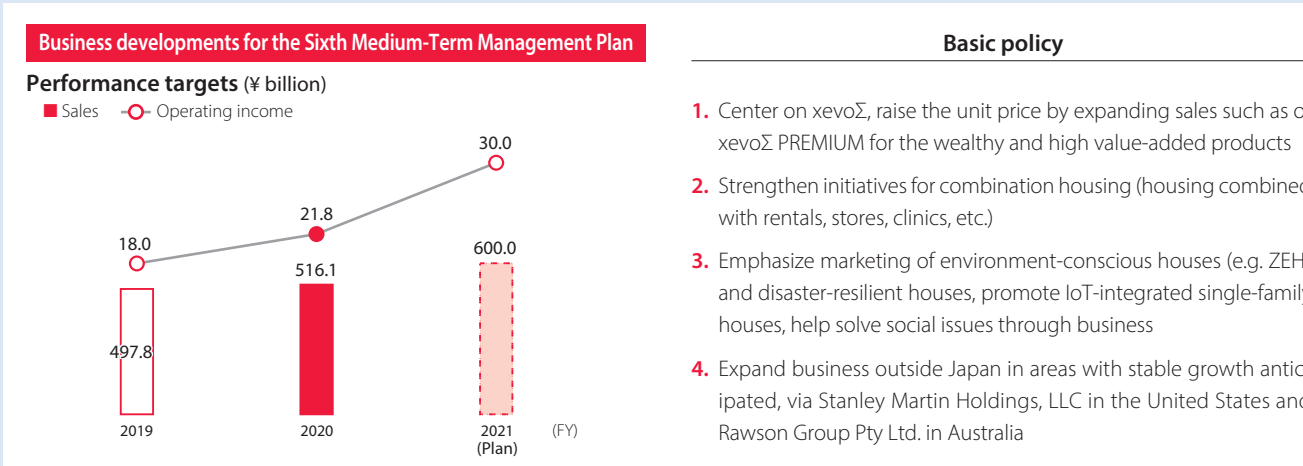 Business developments for the Sixth Medium-Term Management Plan
Performance targets (¥ billion)
Sales Operating income
30.0
21.8
18.0
600.0
516.1
497.8
2019 2020 2021 (FY)
(Plan)
Basic policy
1. Center on xevoΣ, raise the unit price by expanding sales such as
xevoΣ PREMIUM for the wealthy and high value-added products
2. Strengthen initiatives for combination housing (housing combined
with rentals, stores, clinics, etc.)
3. Emphasize marketing of environment-conscious houses (e.g. ZEH
and disaster-resilient houses, promote IoT-integrated single-family
houses, help solve social issues through business
4. Expand business outside Japan in areas with stable growth antic
ipated, via Stanley Martin Holdings, LLC in the United States and
Rawson Group Pty Ltd. in Australia